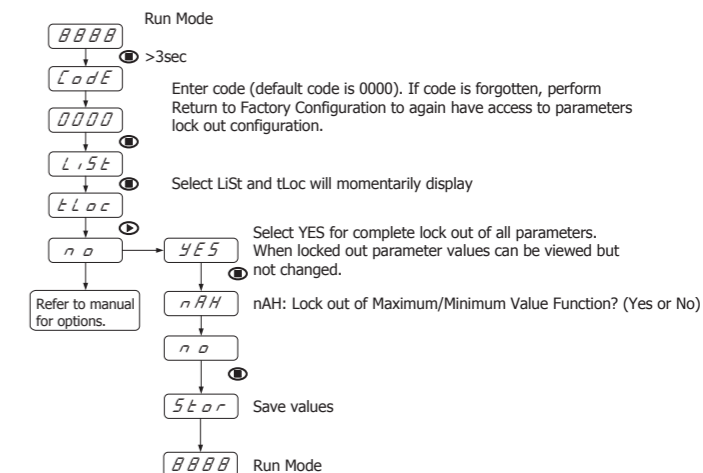 Run Mode
8888
>3sec
CodE
Enter code (default code is 0000). If code is forgotten, perform
Return to Factory Configuration to again have access to parameters
lock out configuration.
0000
LiSt
Select LiSt and tLoc will momentarily display
tLoc
Select YES for complete lock out of all parameters.
When locked out parameter values can be viewed but
not changed.
no
YES
Refer to manual
for options.
nAH
nAH: Lock out of Maximum/Minimum Value Function? (Yes or No)
no
Stor
Save values
8888
Run Mode